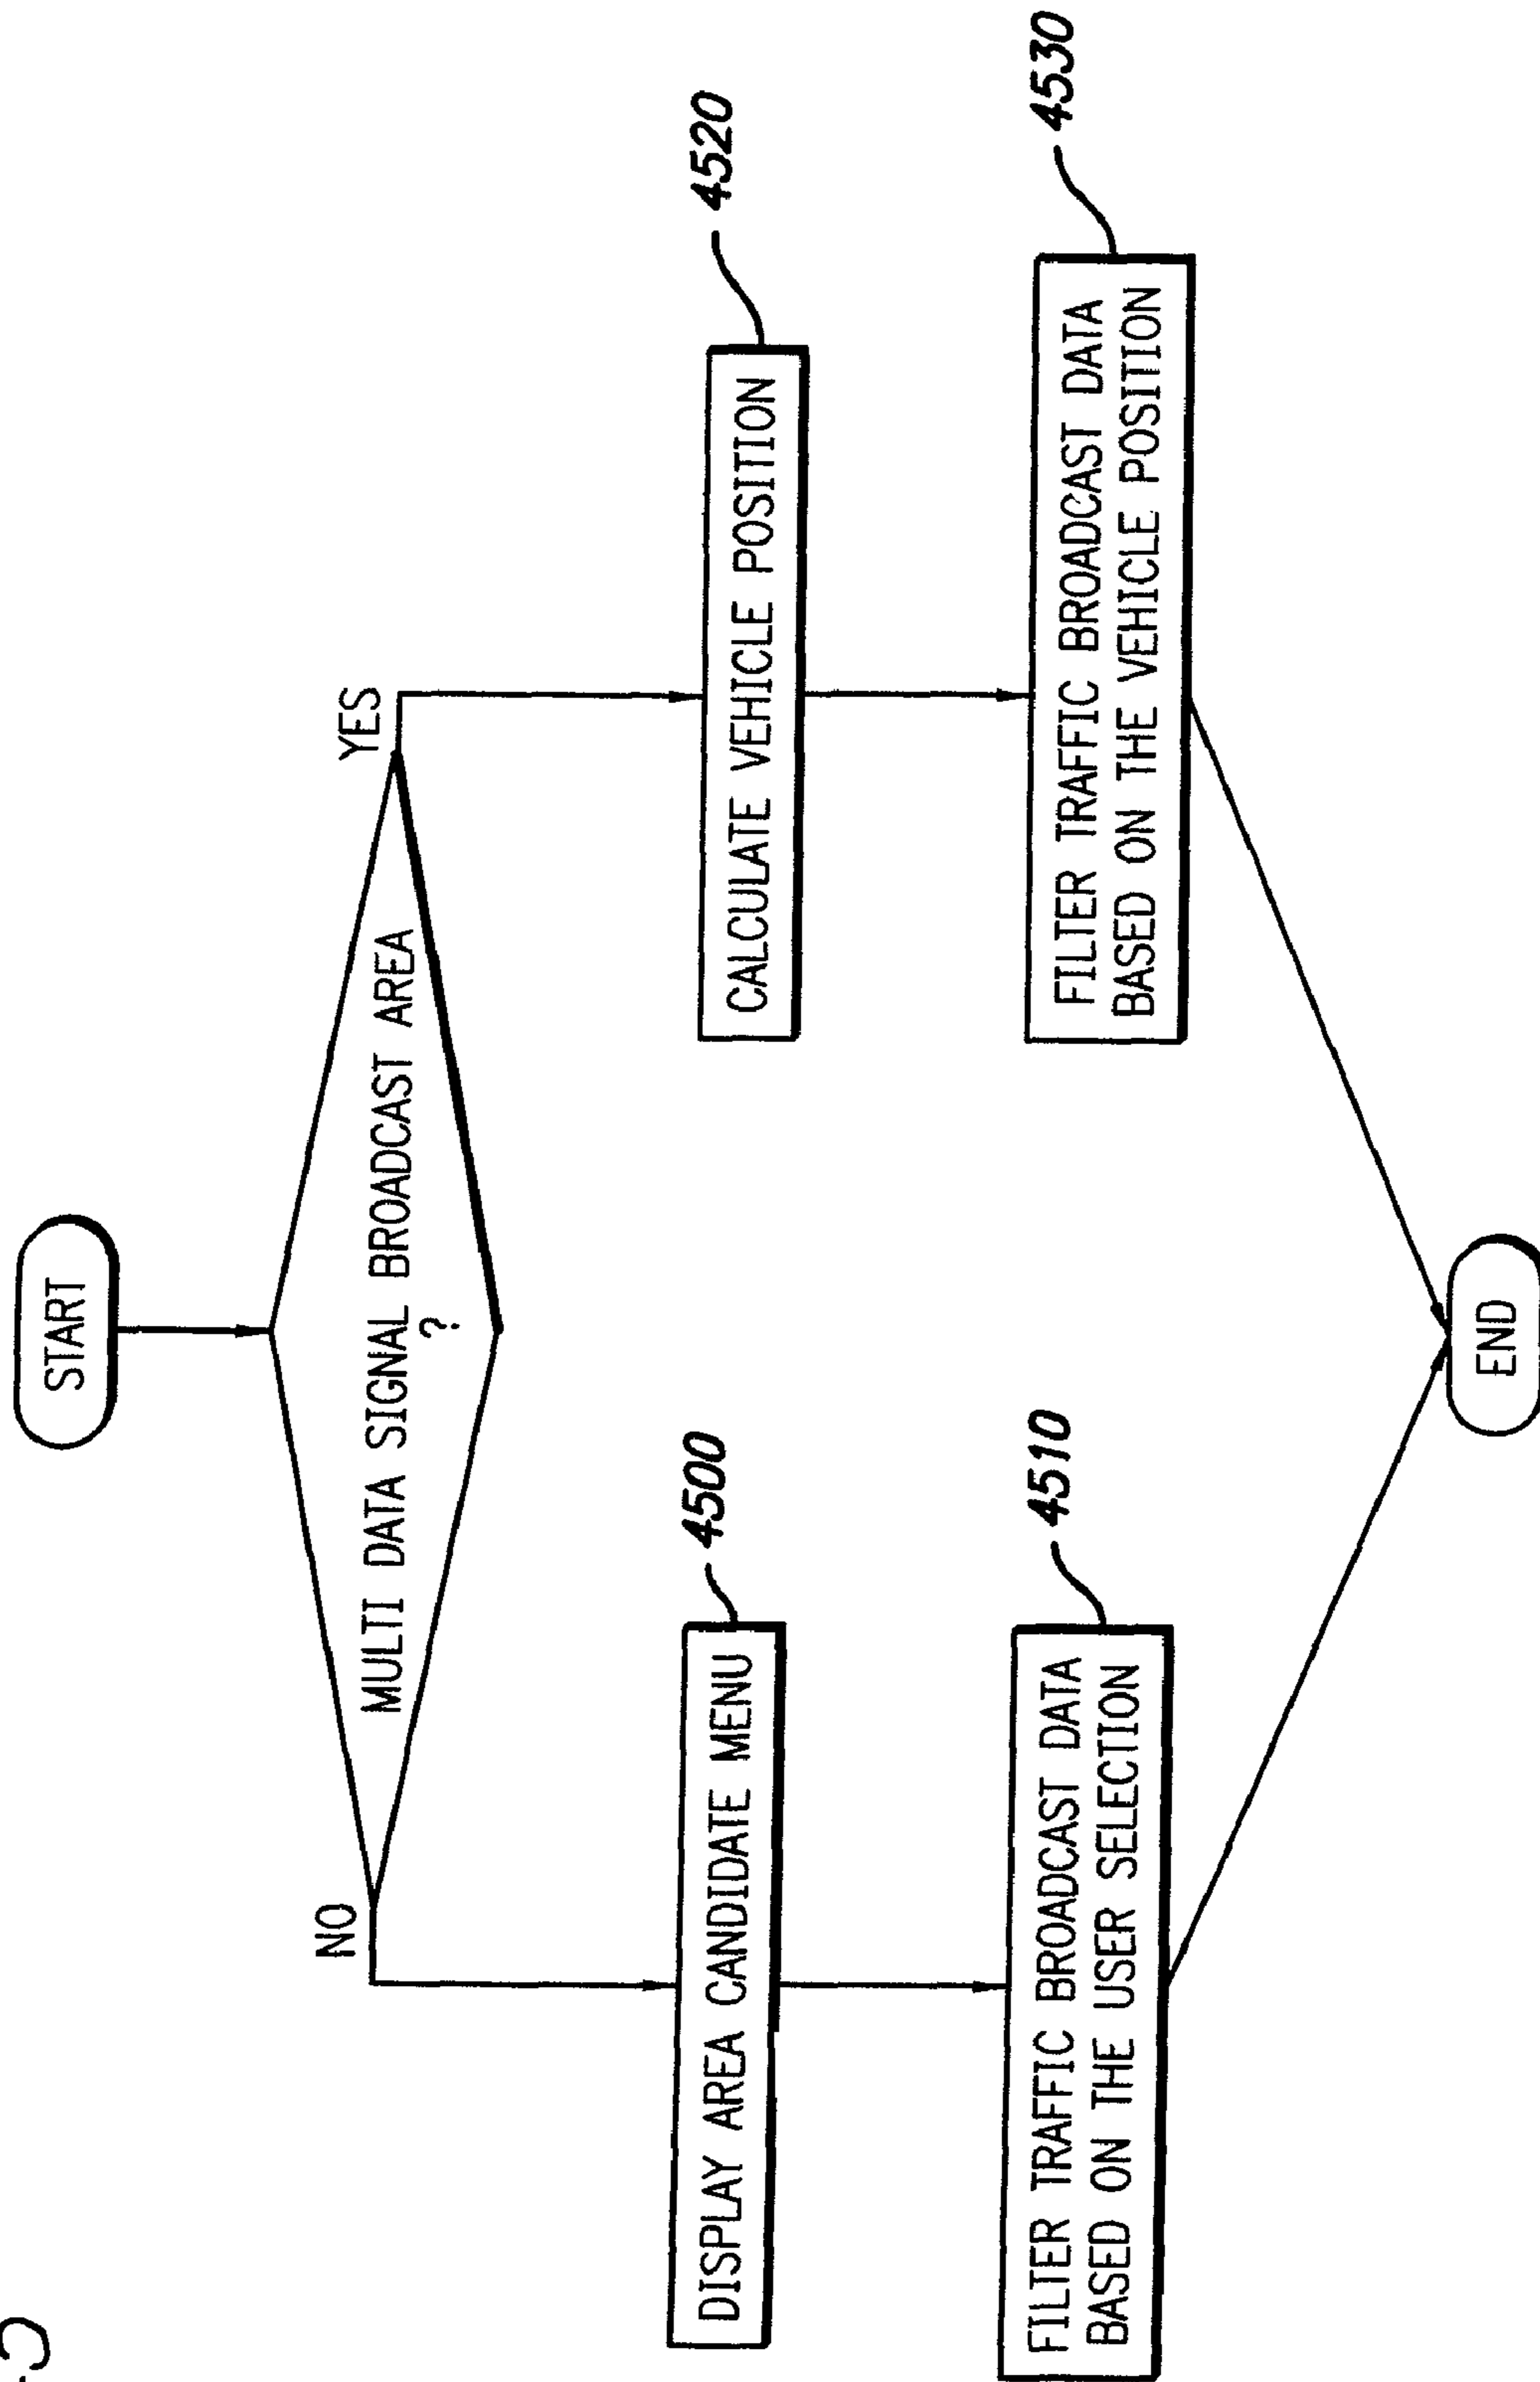 START
MULTI DATA SIGNAL BROADCAST AREA
?
NO
YES
DISPLAY AREA CANDIDATE MENU
4500
CALCULATE VEHICLE POSITION
4520
FILTER TRAFFIC BROADCAST DATA
BASED ON THE USER SELECTION
4510
FILTER TRAFFIC BROADCAST DATA
BASED ON THE VEHICLE POSITION
4530
END